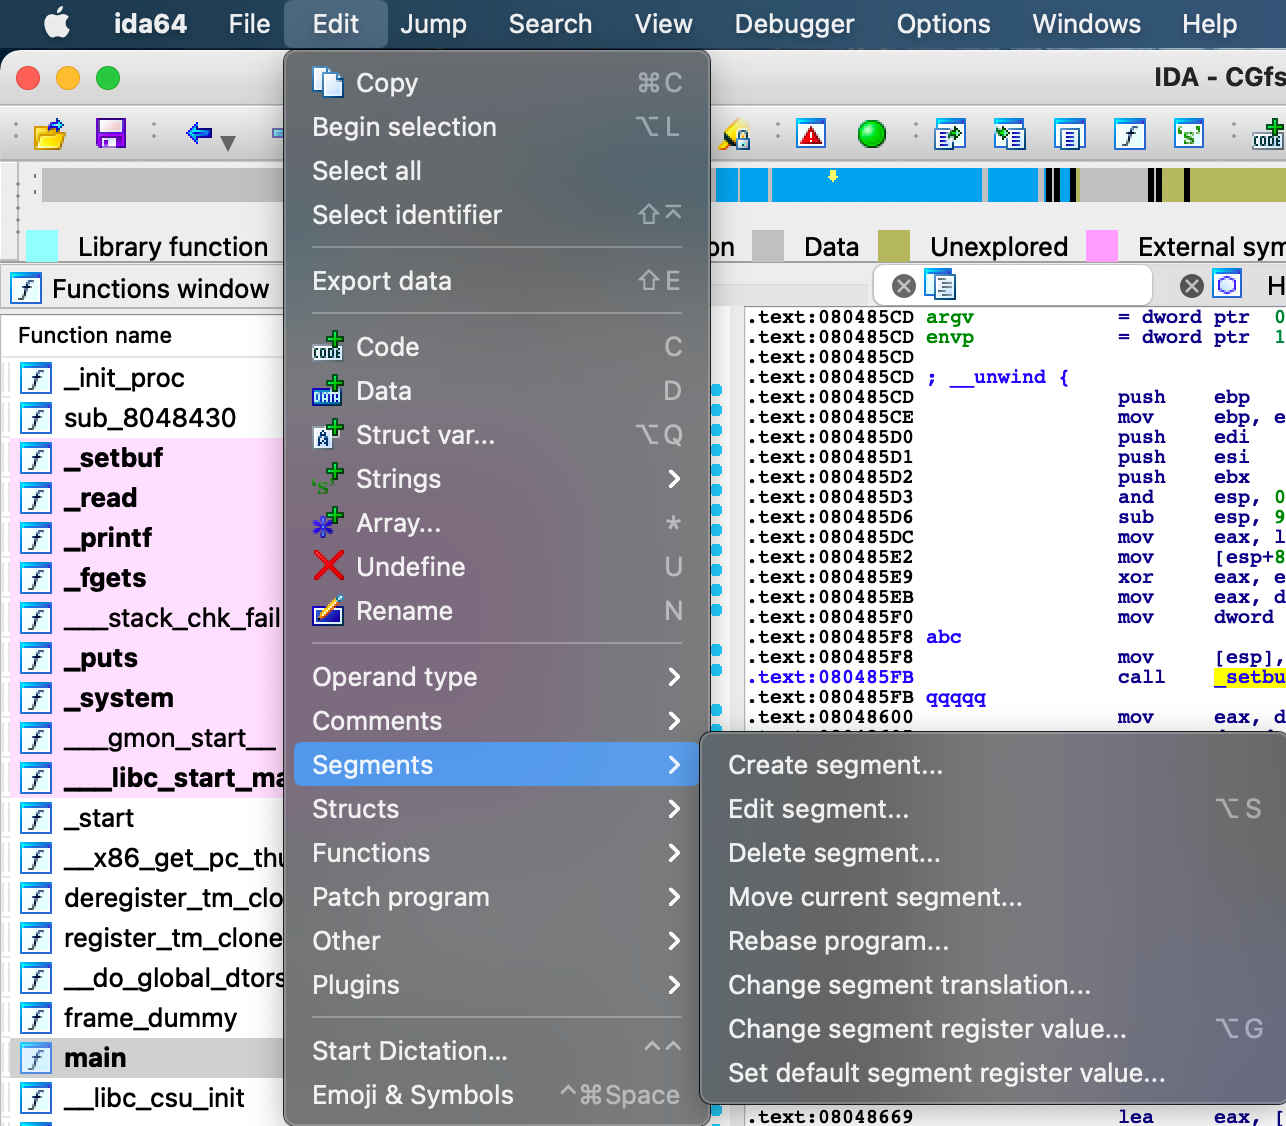 ida64 File Edit Jump Search View Debugger Options Windows Help
IDA - CGfs
Library function
on Data Unexplored External sym
Functions window
H
Function name
_init_proc
sub_8048430
_setbuf
_read
_printf
_fgets
___stack_chk_fail
_puts
_system
___gmon_start__
___libc_start_ma
_start
__x86_get_pc_thu
deregister_tm_clo
register_tm_clone
__do_global_dtors
frame_dummy
main
__libc_csu_init
Copy ⌘C
Begin selection ⌥L
Select all
Select identifier ⇧⌤
Export data ⇧E
Code C
Data D
Struct var... ⌥Q
Strings
Array... *
Undefine U
Rename N
Operand type
Comments
Segments
Structs
Functions
Patch program
Other
Plugins
Start Dictation... ^^
Emoji & Symbols ^⌘Space
Create segment...
Edit segment... ⌥S
Delete segment...
Move current segment...
Rebase program...
Change segment translation...
Change segment register value... ⌥G
Set default segment register value...
.text:080485CD argv = dword ptr 0
.text:080485CD envp = dword ptr 1
.text:080485CD
.text:080485CD ; __unwind {
.text:080485CD push ebp
.text:080485CE mov ebp, e
.text:080485D0 push edi
.text:080485D1 push esi
.text:080485D2 push ebx
.text:080485D3 and esp, 0
.text:080485D6 sub esp, 9
.text:080485DC mov eax, l
.text:080485E2 mov [esp+8
.text:080485E9 xor eax, e
.text:080485EB mov eax, d
.text:080485F0 mov dword
.text:080485F8 abc
.text:080485F8 mov [esp],
.text:080485FB call _setbu
.text:080485FB qqqqq
.text:08048600 mov eax, d
.text:08048669 lea eax, [